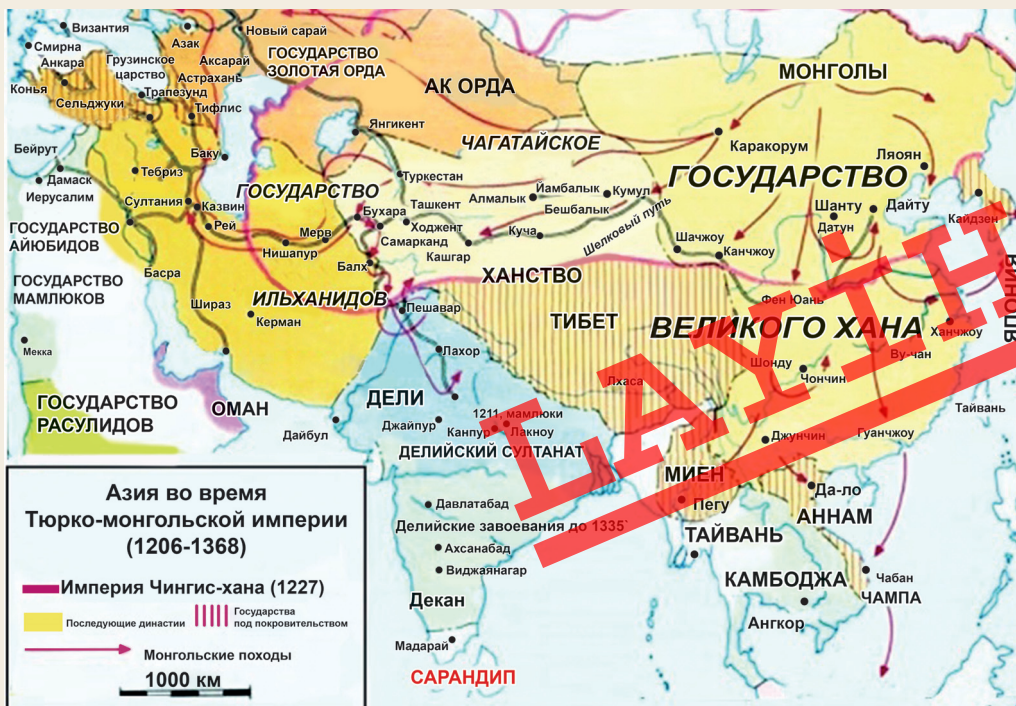 Византия
Новый сарай
Смирна
Азак
Анкара
Грузинское
царство
Аксарай
ГОСУДАРСТВО
ЗОЛОТАЯ ОРДА
МОНГОЛЫ
Астрахань
АК ОРДА
Конья
Трапезунд
Сельджуки
Тифлис
Янгикент
ЧАГАТАЙСКОЕ
Каракорум
Бейрут
Баку
Ляоян
Тебриз
Туркестан
ГОСУДАРСТВО
Дамаск
ГОСУДАРСТВО
Йамбалык
Кумул
Иерусалим
Султания
Казвин
Ташкент
Алмалык
Бешбалык
Шанту
Дайту
Бухара
Кайдзен
ГОСУДАРСТВО
АЙЮБИДОВ
Рей
Мерв
Ходжент
Куча
Шелковый путь
Датун
Нишапур
Самарканд
Шачжоу
Кашгар
Канчжоу
Балх
Басра
ХАНСТВО
ГОСУДАРСТВО
МАМЛЮКОВ
ИЛЬХАНИДОВ
Фен Юань
Шираз
Пешавар
Керман
ТИБЕТ
ВЕЛИКОГО ХАНА
Ханчжоу
ЯПОНИЯ
Мекка
Лахор
Ву-чан
Шонду
Лхаса
Чончин
ДЕЛИ
ГОСУДАРСТВО
РАСУЛИДОВ
ОМАН
1211, мамлюки
Тайвань
Джайпур
Канпур
Лакноу
Дайбул
Джунчин
Гуанчжоу
ДЕЛИЙСКИЙ СУЛТАНАТ
LAYİH
МИЕН
Да-ло
Пегу
Давлатабад
АННАМ
Делийские завоевания до 1335`
ТАЙВАНЬ
Ахсанабад
Виджаянагар
КАМБОДЖА
Чабан
ЧАМПА
Декан
Ангкор
Мадарай
САРАНДИП
Азия во время
Тюрко-монгольской империи
(1206-1368)
Империя Чингис-хана (1227)
Последующие династии
Государства
под покровительством
Монгольские походы
1000 км